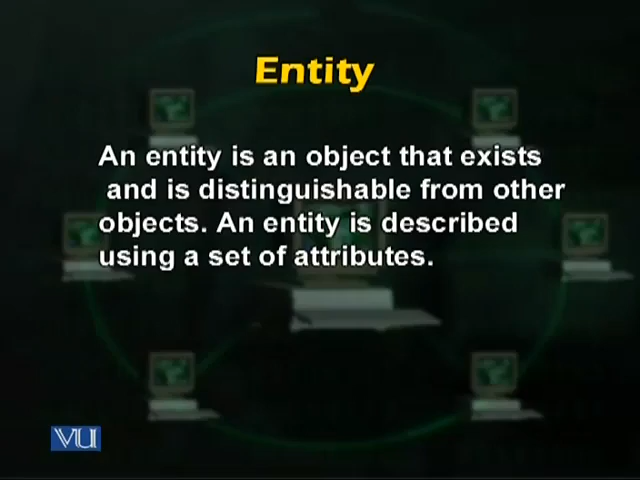 Entity
An entity is an object that exists
and is distinguishable from other
objects. An entity is described
using a set of attributes.
VU